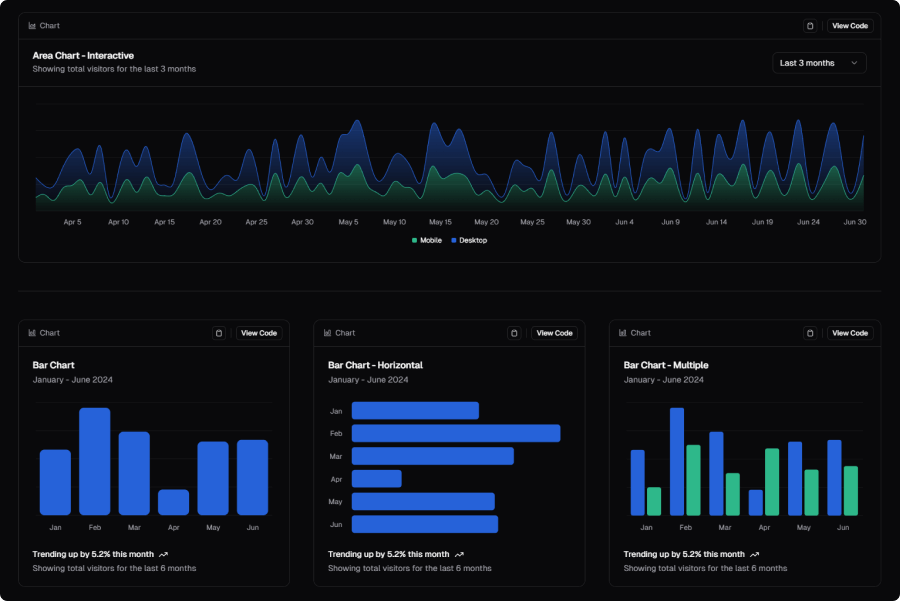 Chart
View Code
Area Chart - Interactive
Showing total visitors for the last 3 months
Last 3 months
Apr 5 Apr 10 Apr 15 Apr 20 Apr 25 Apr 30 May 5 May 10 May 15 May 20 May 25 May 30 Jun 4 Jun 9 Jun 14 Jun 19 Jun 24 Jun 30
Mobile Desktop
Chart
View Code
Bar Chart
January - June 2024
Jan Feb Mar Apr May Jun
Trending up by 5.2% this month
Showing total visitors for the last 6 months
Chart
View Code
Bar Chart - Horizontal
January - June 2024
Jan
Feb
Mar
Apr
May
Jun
Trending up by 5.2% this month
Showing total visitors for the last 6 months
Chart
View Code
Bar Chart - Multiple
January - June 2024
Jan Feb Mar Apr May Jun
Trending up by 5.2% this month
Showing total visitors for the last 6 months